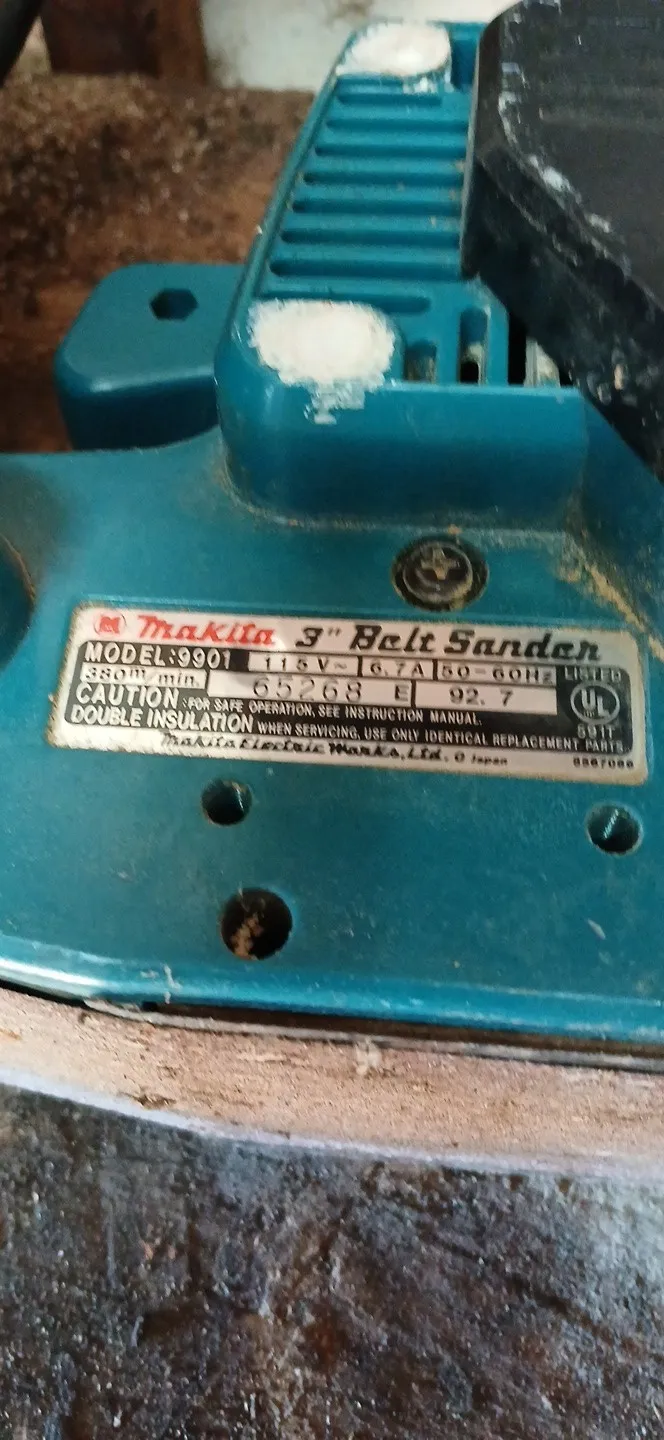 Makita 3" Belt Sander
MODEL:9901 115V~ 6.7A 50-60Hz LISTED
380m/min. 65268 E 92.7 UL
CAUTION :FOR SAFE OPERATION, SEE INSTRUCTION MANUAL. 591T
DOUBLE INSULATION WHEN SERVICING, USE ONLY IDENTICAL REPLACEMENT PARTS
Makita Electric Works, Ltd. Japan